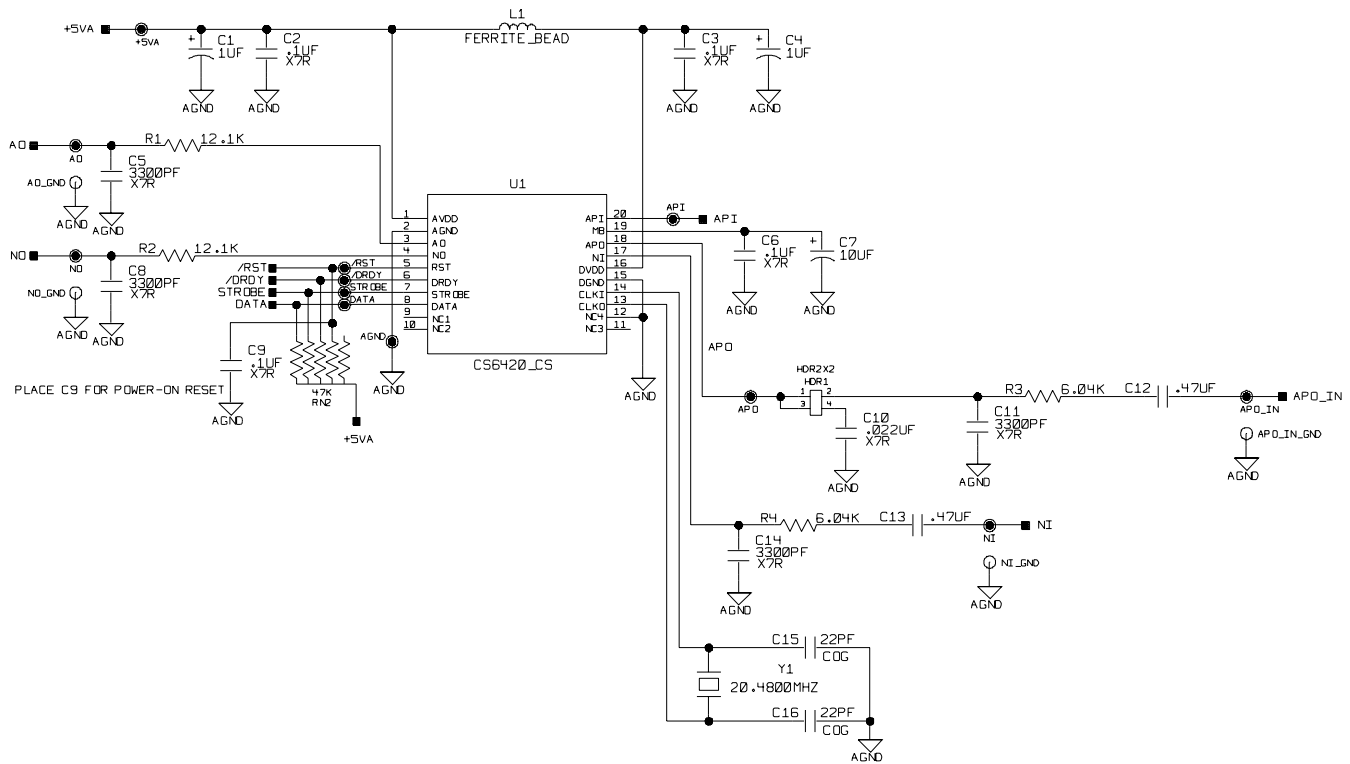 L1
FERRITE_BEAD
+5VA
+5VA
+
C1
1UF
C2
.1UF
X7R
C3
.1UF
X7R
+
C4
1UF
AGND
AGND
AGND
AGND
AO
AO
R1
12.1K
C5
3300PF
X7R
AO_GND
AGND
AGND
U1
1
AVDD
2
AGND
3
AO
4
NO
5
RST
6
DRDY
7
STROBE
8
DATA
9
NC1
10
NC2
API
20
MB
19
APO
18
NI
17
DVDD
16
DGND
15
CLKI
14
CLKO
13
NC4
12
NC3
11
CS6420_CS
API
API
C6
.1UF
X7R
+
C7
10UF
AGND
AGND
NO
NO
R2
12.1K
C8
3300PF
X7R
NO_GND
AGND
AGND
/RST
/RST
/DRDY
/DRDY
STROBE
STROBE
DATA
DATA
AGND
AGND
AGND
C9
.1UF
X7R
PLACE C9 FOR POWER-ON RESET
AGND
47K
RN2
+5VA
APO
APO
HDR2X2
HDR1
1
2
3
4
C10
.022UF
X7R
AGND
C11
3300PF
X7R
AGND
R3
6.04K
C12
.47UF
APO_IN
APO_IN
APO_IN_GND
AGND
R4
6.04K
C13
.47UF
NI
NI
C14
3300PF
X7R
AGND
NI_GND
AGND
C15
22PF
COG
Y1
20.4800MHZ
C16
22PF
COG
AGND